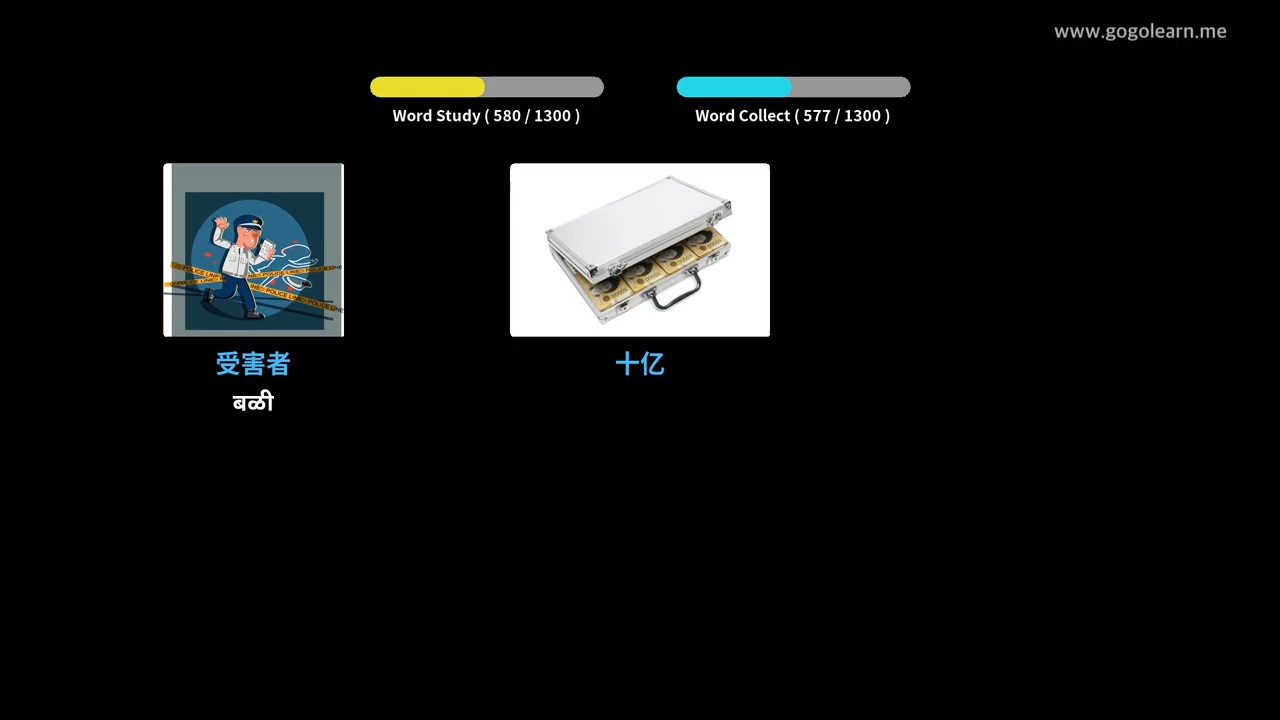 www.gogolearn.me
Word Study ( 580 / 1300 )
Word Collect ( 577 / 1300 )
受害者
十亿
बळी